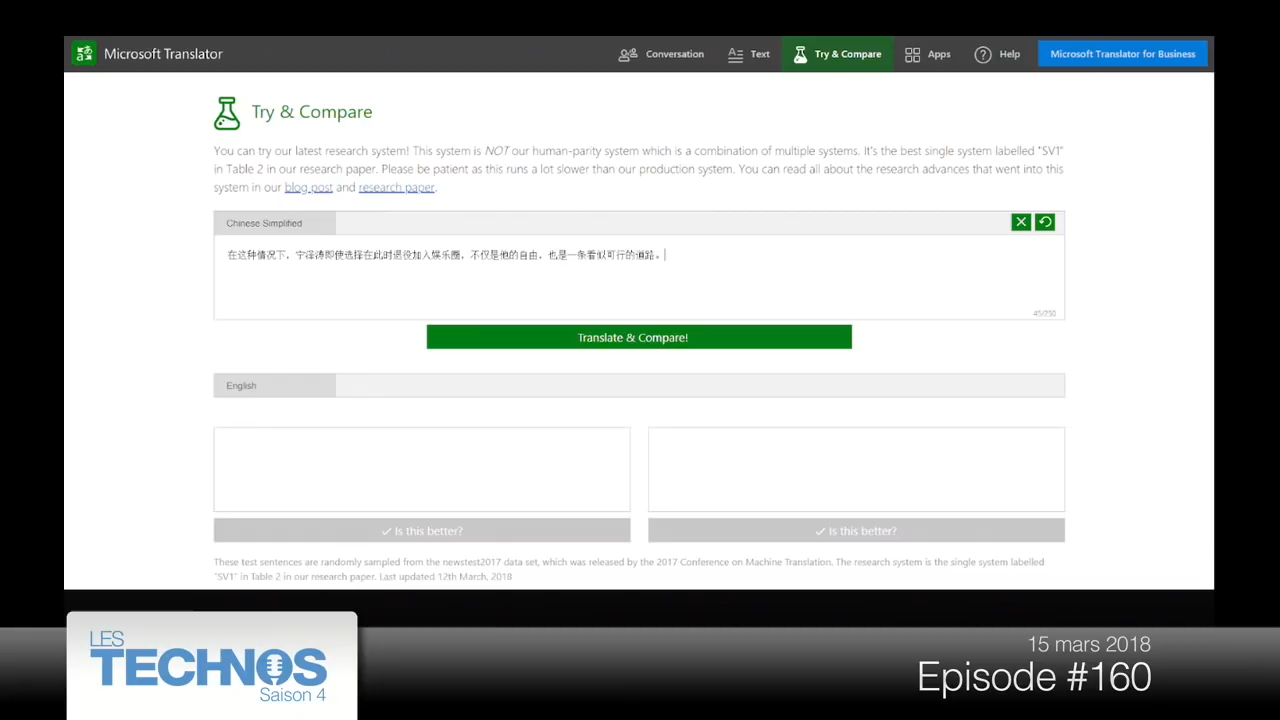 Microsoft Translator
Conversation
Text
Try & Compare
Apps
Help
Microsoft Translator for Business
Try & Compare
You can try our latest research system! This system is NOT our human-parity system which is a combination of multiple systems. It's the best single system labelled "SV1"
in Table 2 in our research paper. Please be patient as this runs a lot slower than our production system. You can read all about the research advances that went into this
system in our blog post and research paper.
Chinese Simplified
在这种情况下，宁泽涛即使选择在此时退役加入娱乐圈，不仅是他的自由，也是一条看似可行的道路。
45/250
Translate & Compare!
English
Is this better?
Is this better?
These test sentences are randomly sampled from the newstest2017 data set, which was released by the 2017 Conference on Machine Translation. The research system is the single system labelled
"SV1" in Table 2 in our research paper. Last updated 12th March, 2018
LES
TECHNOS
Saison 4
15 mars 2018
Episode #160